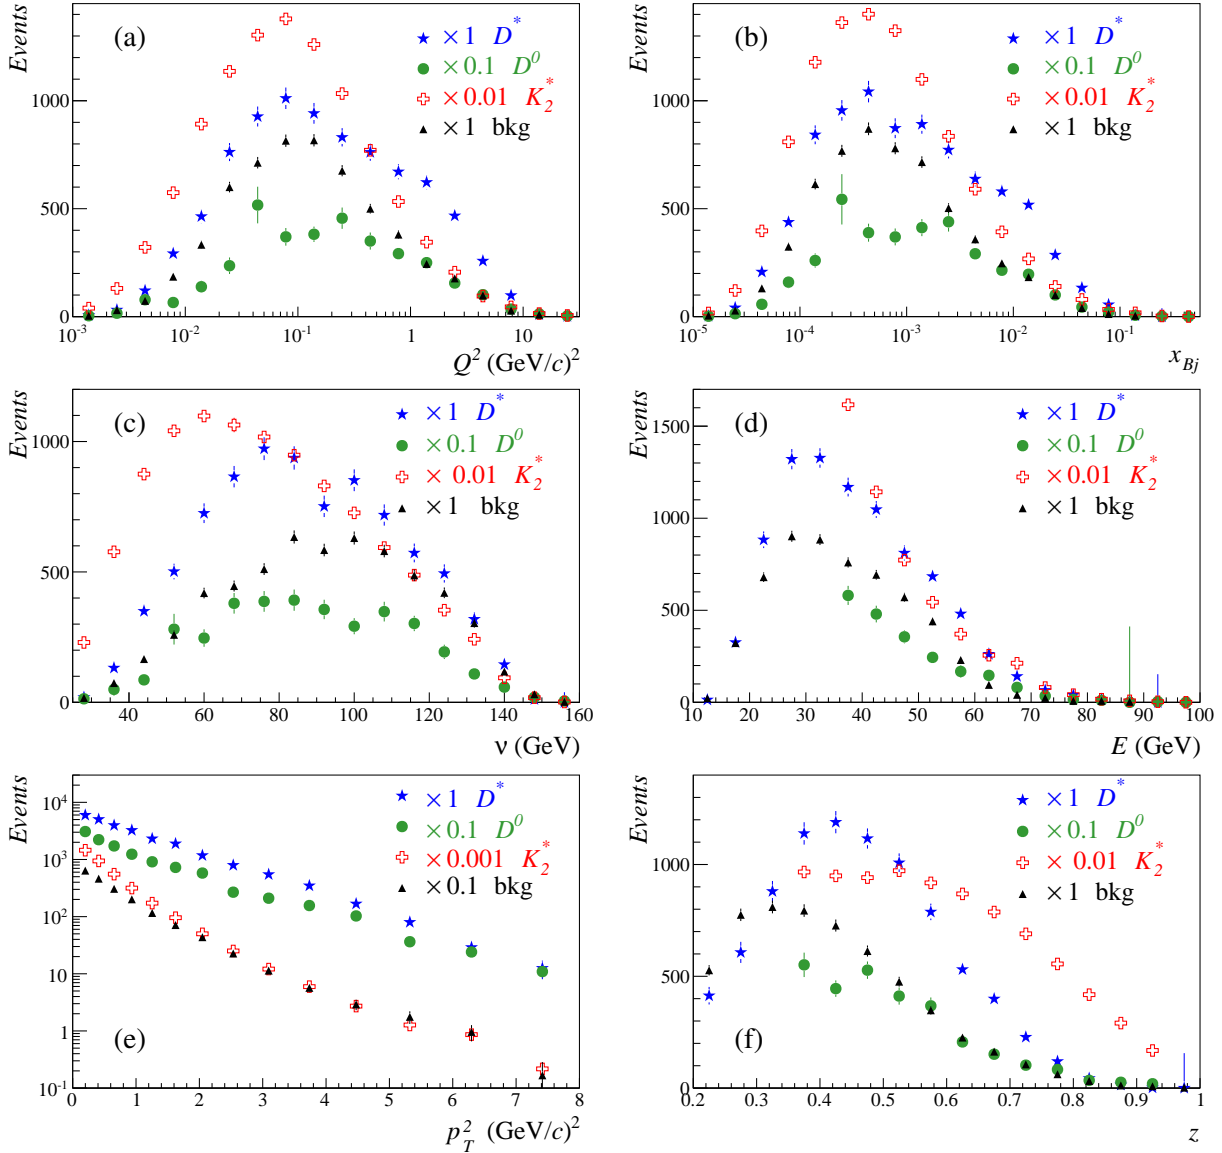 Events
(a)
×1 D*
×0.1 D⁰
×0.01 K₂*
×1 bkg
1000
500
0
10⁻³ 10⁻² 10⁻¹ 1 10
Q² (GeV/c)²
Events
(b)
×1 D*
×0.1 D⁰
×0.01 K₂*
×1 bkg
1000
500
0
10⁻⁵ 10⁻⁴ 10⁻³ 10⁻² 10⁻¹
x_Bj
Events
(c)
×1 D*
×0.1 D⁰
× 0.01 K₂*
×1 bkg
1000
500
0
40 60 80 100 120 140 160
ν (GeV)
Events
(d)
×1 D*
×0.1 D⁰
×0.01 K₂*
×1 bkg
1500
1000
500
0
10 20 30 40 50 60 70 80 90 100
E (GeV)
Events
(e)
×1 D*
×0.1 D⁰
×0.001 K₂*
×0.1 bkg
10⁴
10³
10²
10
1
10⁻¹
0 1 2 3 4 5 6 7 8
p_T² (GeV/c)²
Events
(f)
×1 D*
×0.1 D⁰
× 0.01 K₂*
×1 bkg
1000
500
0
0.2 0.3 0.4 0.5 0.6 0.7 0.8 0.9 1
z